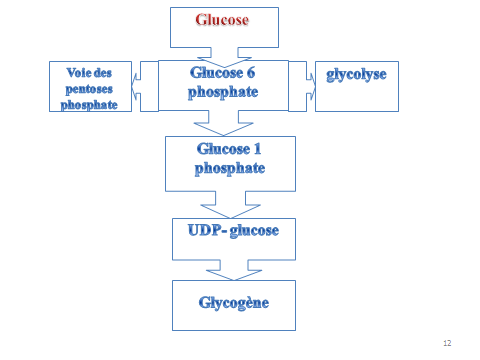 Glucose
Voie des
pentoses
phosphate
Glucose 6
phosphate
glycolyse
Glucose 1
phosphate
UDP- glucose
Glycogène
12